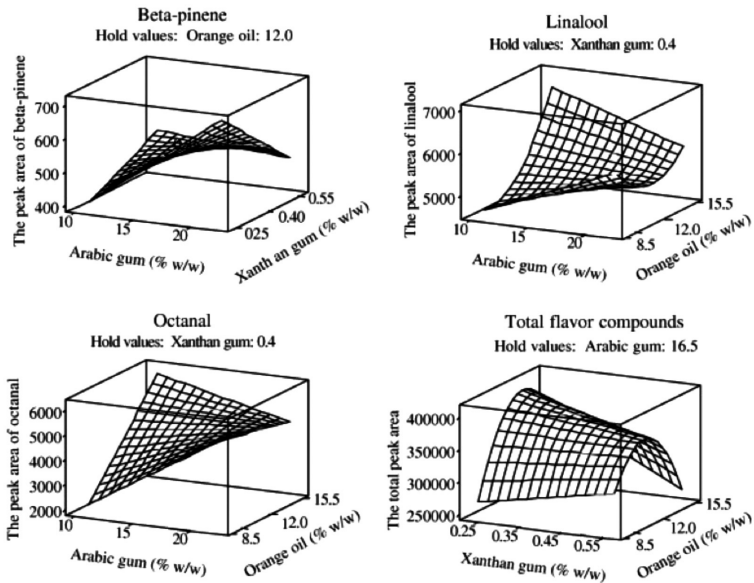 Beta-pinene
Hold values: Orange oil: 12.0
The peak area of beta-pinene
700
600
500
400
10
15
20
Arabic gum (% w/w)
025
0.40
0.55
Xanth an gum (% w/w)
Linalool
Hold values: Xanthan gum: 0.4
The peak area of linalool
7000
6000
5000
10
15
20
Arabic gum (% w/w)
8.5
12.0
15.5
Orange oil (% w/w)
Octanal
Hold values: Xanthan gum: 0.4
The peak area of octanal
6000
5000
4000
3000
2000
10
15
20
Arabic gum (% w/w)
8.5
12.0
15.5
Orange oil (% w/w)
Total flavor compounds
Hold values: Arabic gum: 16.5
The total peak area
400000
350000
300000
250000
0.25
0.35
0.45
0.55
Xanthan gum (% w/w)
8.5
12.0
15.5
Orange oil (% w/w)